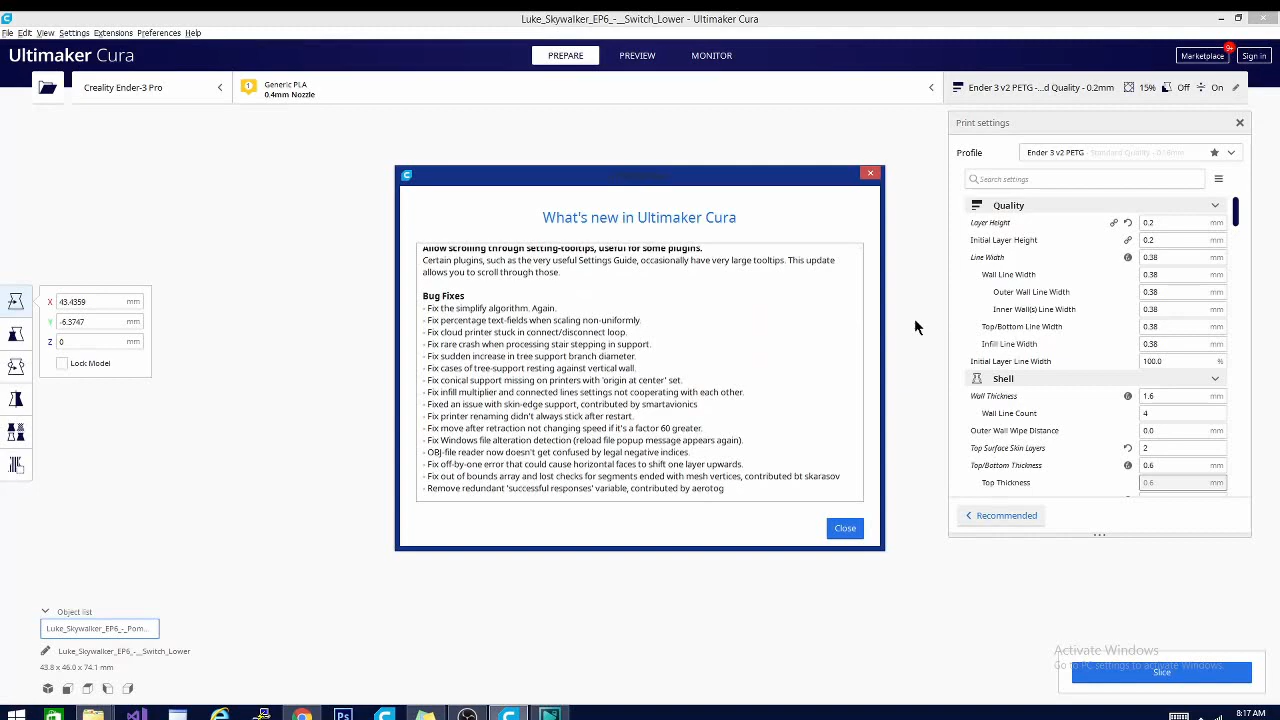 Luke_Skywalker_EP6_-__Switch_Lower - Ultimaker Cura
File Edit View Settings Extensions Preferences Help
Ultimaker Cura
PREPARE PREVIEW MONITOR
Marketplace 9+ Sign in
Creality Ender-3 Pro
1 Generic PLA
0.4mm Nozzle
Ender 3 v2 PETG -...d Quality - 0.2mm 15% Off On
Print settings
Profile Ender 3 v2 PETG - Standard Quality - 0.16mm
Search settings
Quality
Layer Height 0.2 mm
Initial Layer Height 0.2 mm
Line Width 0.38 mm
Wall Line Width 0.38 mm
Outer Wall Line Width 0.38 mm
Inner Wall(s) Line Width 0.38 mm
Top/Bottom Line Width 0.38 mm
Infill Line Width 0.38 mm
Initial Layer Line Width 100.0 %
Shell
Wall Thickness 1.6 mm
Wall Line Count 4
Outer Wall Wipe Distance 0.0 mm
Top Surface Skin Layers 2
Top/Bottom Thickness 0.6 mm
Top Thickness 0.6 mm
Recommended
What's new in Ultimaker Cura
Allow scrolling through setting-tooltips, useful for some plugins.
Certain plugins, such as the very useful Settings Guide, occasionally have very large tooltips. This update
allows you to scroll through those.
Bug Fixes
- Fix the simplify algorithm. Again.
- Fix percentage text-fields when scaling non-uniformly.
- Fix cloud printer stuck in connect/disconnect loop.
- Fix rare crash when processing stair stepping in support.
- Fix sudden increase in tree support branch diameter.
- Fix cases of tree-support resting against vertical wall.
- Fix conical support missing on printers with 'origin at center' set.
- Fix infill multiplier and connected lines settings not cooperating with each other.
- Fixed an issue with skin-edge support, contributed by smartavionics
- Fix printer renaming didn't always stick after restart.
- Fix move after retraction not changing speed if it's a factor 60 greater.
- Fix Windows file alteration detection (reload file popup message appears again).
- OBJ-file reader now doesn't get confused by legal negative indices.
- Fix off-by-one error that could cause horizontal faces to shift one layer upwards.
- Fix out of bounds array and lost checks for segments ended with mesh vertices, contributed bt skarasov
- Remove redundant 'successful responses' variable, contributed by aerotog
Close
X 43.4359 mm
Y -6.3747 mm
Z 0 mm
Lock Model
Object list
Luke_Skywalker_EP6_-_Pom...
Luke_Skywalker_EP6_-__Switch_Lower
43.8 x 46.0 x 74.1 mm
Activate Windows
Go to PC settings to activate Windows.
Slice
8:17 AM